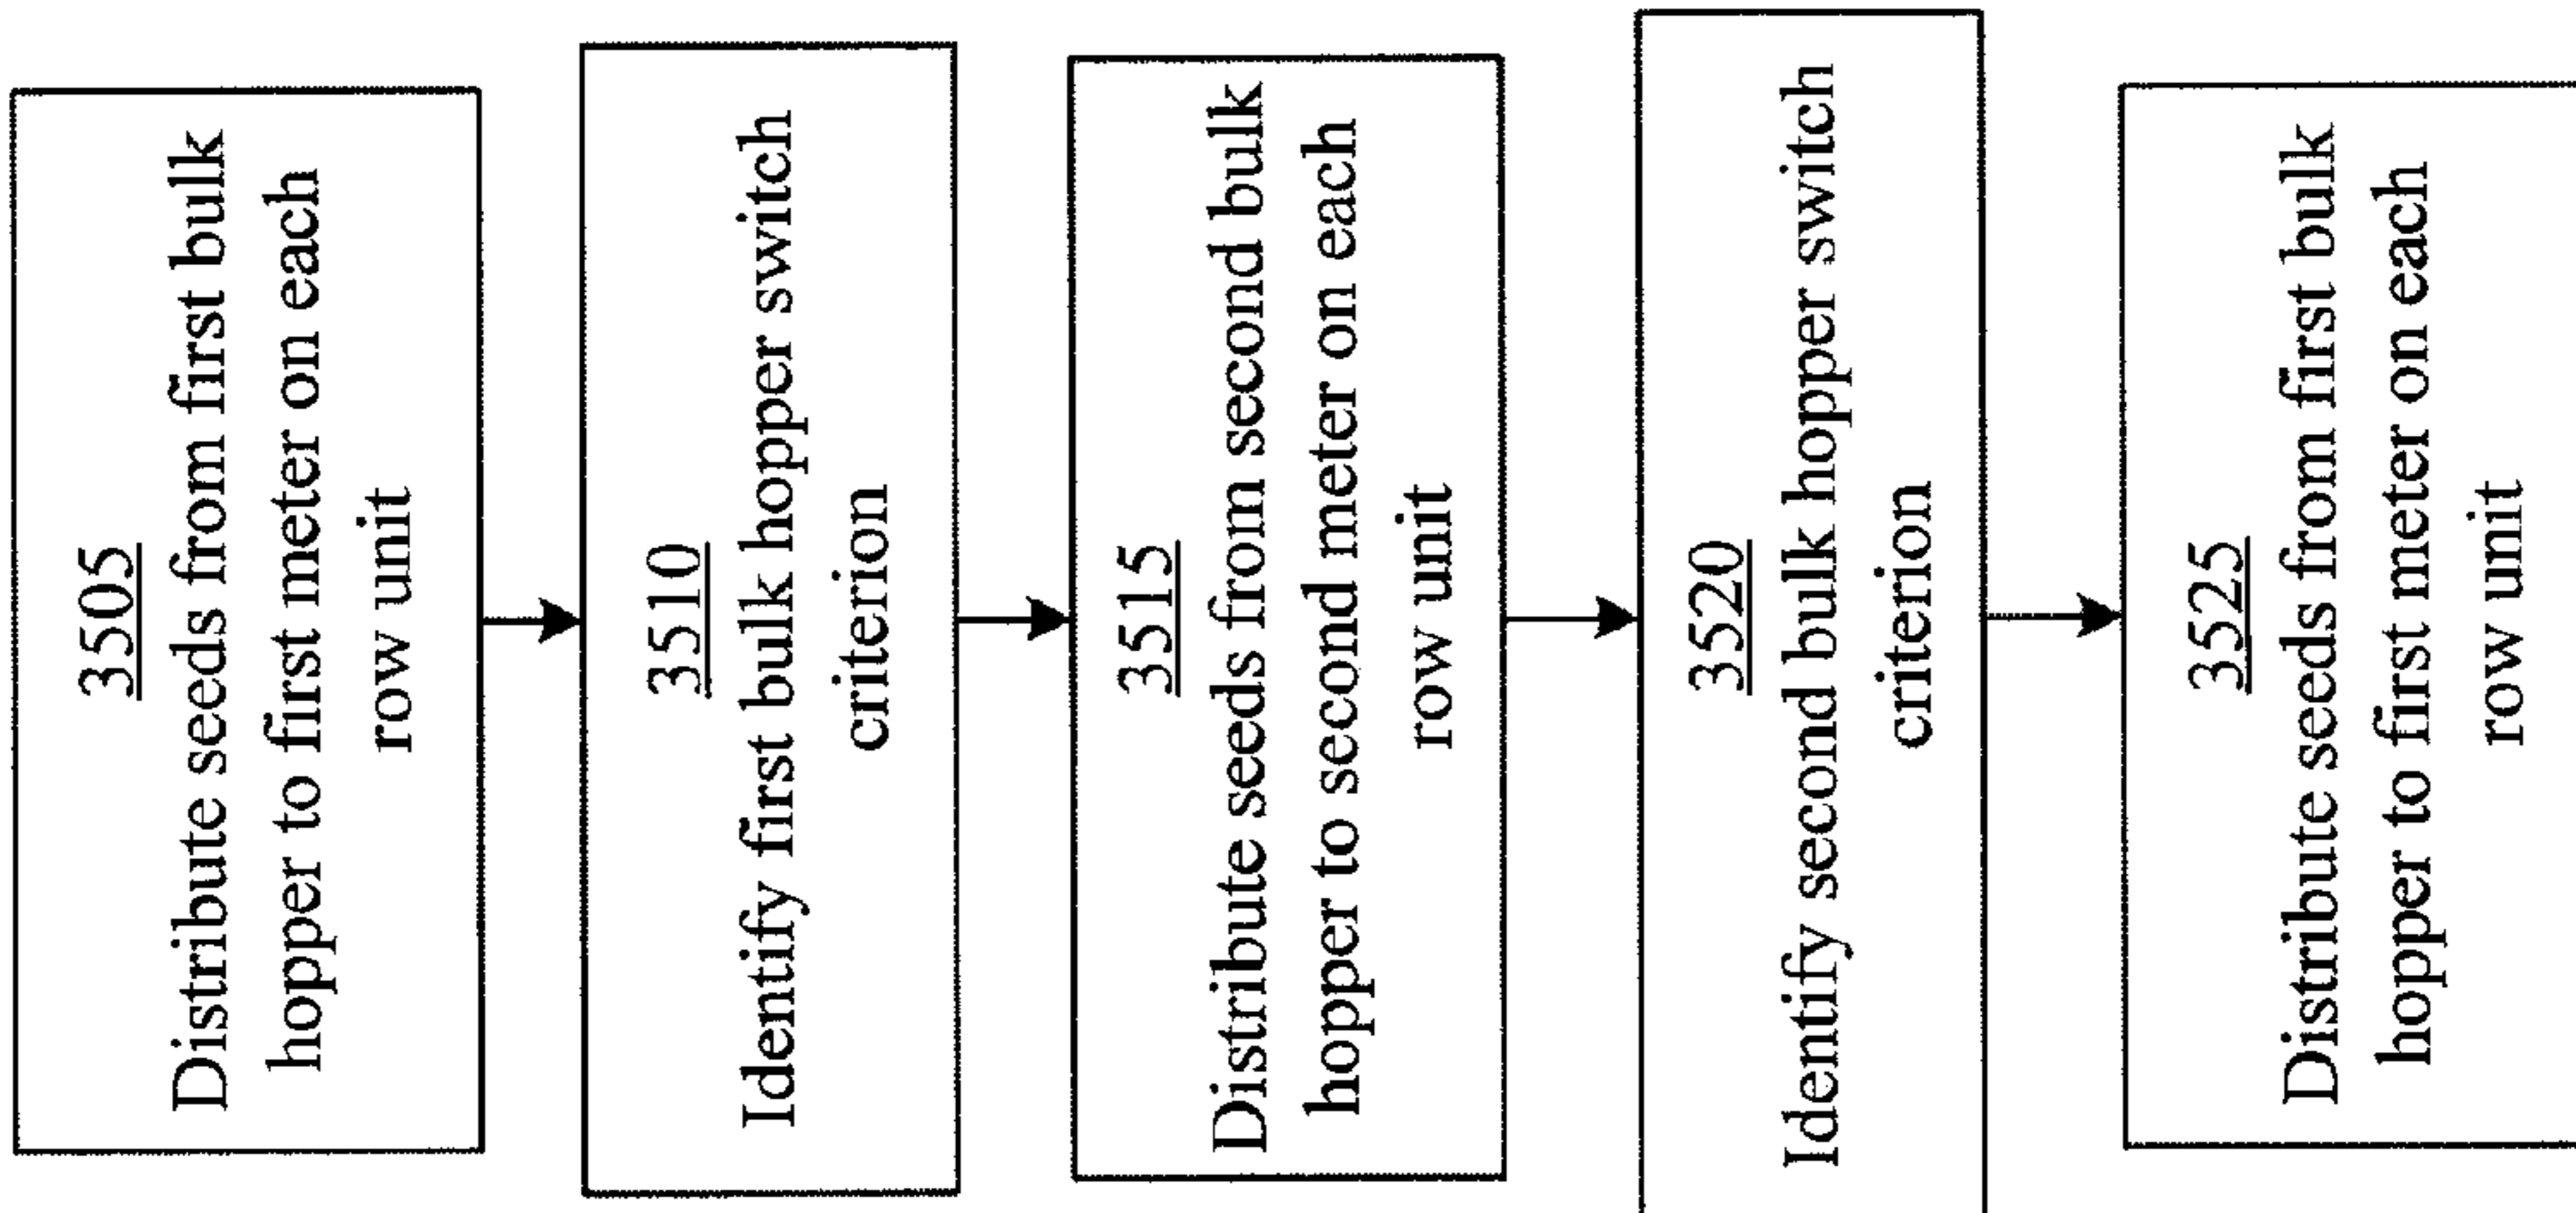 3505
Distribute seeds from first bulk
hopper to first meter on each
row unit
3510
Identify first bulk hopper switch
criterion
3515
Distribute seeds from second bulk
hopper to second meter on each
row unit
3520
Identify second bulk hopper switch
criterion
3525
Distribute seeds from first bulk
hopper to first meter on each
row unit